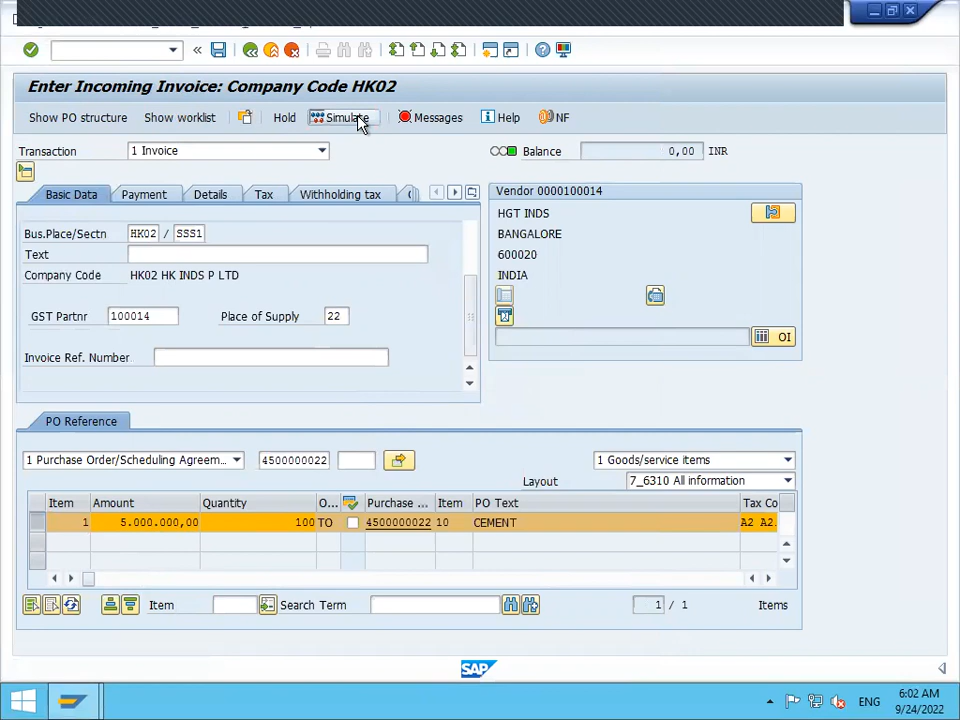 Enter Incoming Invoice: Company Code HK02
Show PO structure Show worklist Hold Simulate Messages Help NF
Transaction 1 Invoice Balance 0,00 INR
Basic Data Payment Details Tax Withholding tax
Vendor 0000100014
HGT INDS
BANGALORE
600020
INDIA
OI
Bus.Place/Sectn HK02 / SSS1
Text
Company Code HK02 HK INDS P LTD
GST Partnr 100014 Place of Supply 22
Invoice Ref. Number
PO Reference
1 Purchase Order/Scheduling Agreem... 4500000022 1 Goods/service items
Layout 7_6310 All information
Item Amount Quantity O... Purchase ... Item PO Text Tax Co
1 5.000.000,00 100 TO 4500000022 10 CEMENT A2 A2
Item Search Term 1 / 1 Items
SAP
ENG 6:02 AM
9/24/2022